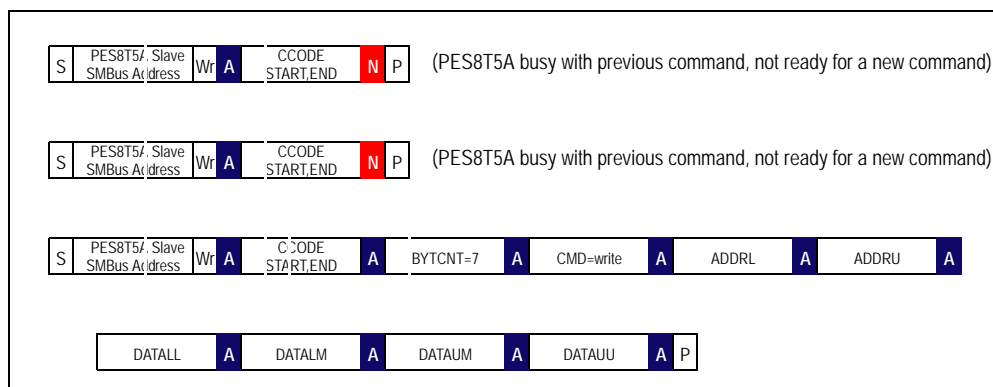 S PES8T5A Slave SMBus Address Wr A CCODE START,END N P (PES8T5A busy with previous command, not ready for a new command)
S PES8T5A Slave SMBus Address Wr A CCODE START,END N P (PES8T5A busy with previous command, not ready for a new command)
S PES8T5A Slave SMBus Address Wr A CCODE START,END A BYTCNT=7 A CMD=write A ADDRL A ADDRU A
DATALL A DATALM A DATAUM A DATAUU A P